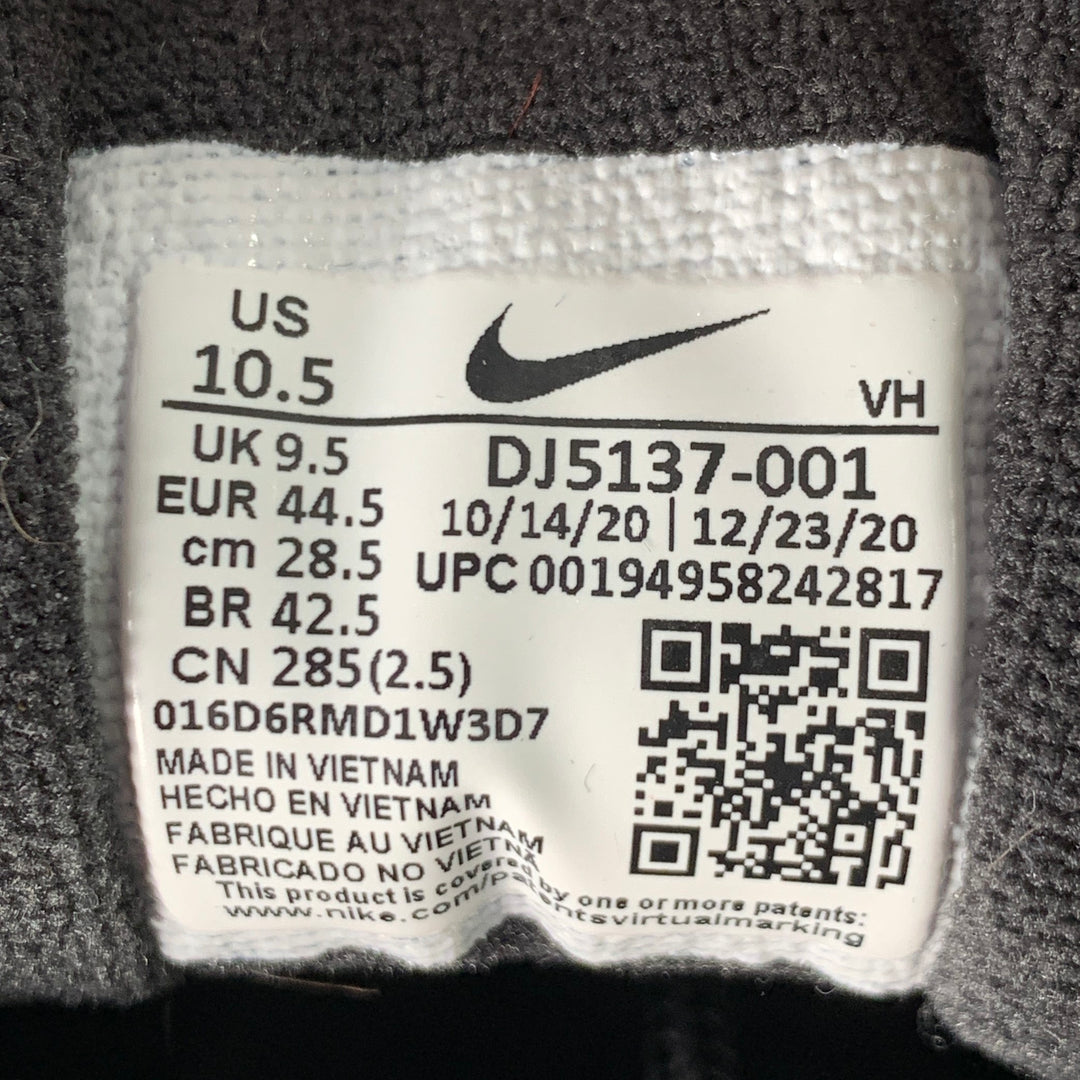 US
10.5
VH
UK 9.5
EUR 44.5
cm 28.5
BR 42.5
CN 285(2.5)
DJ5137-001
10/14/20 | 12/23/20
UPC 00194958242817
016D6RMD1W3D7
MADE IN VIETNAM
HECHO EN VIETNAM
FABRIQUE AU VIETNAM
FABRICADO NO VIETNÃ
This product is covered by one or more patents:
www.nike.com/patentsvirtualmarking